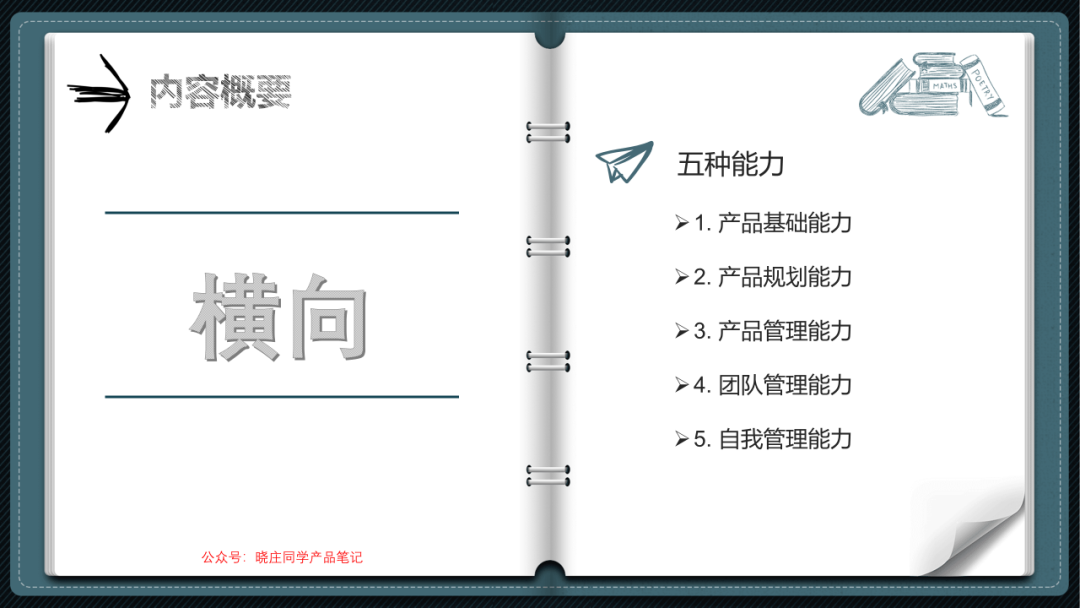 内容概要
横向
公众号：晓庄同学产品笔记
MATHS
POETRY
五种能力
➢1. 产品基础能力
➢2. 产品规划能力
➢3. 产品管理能力
➢4. 团队管理能力
➢5. 自我管理能力